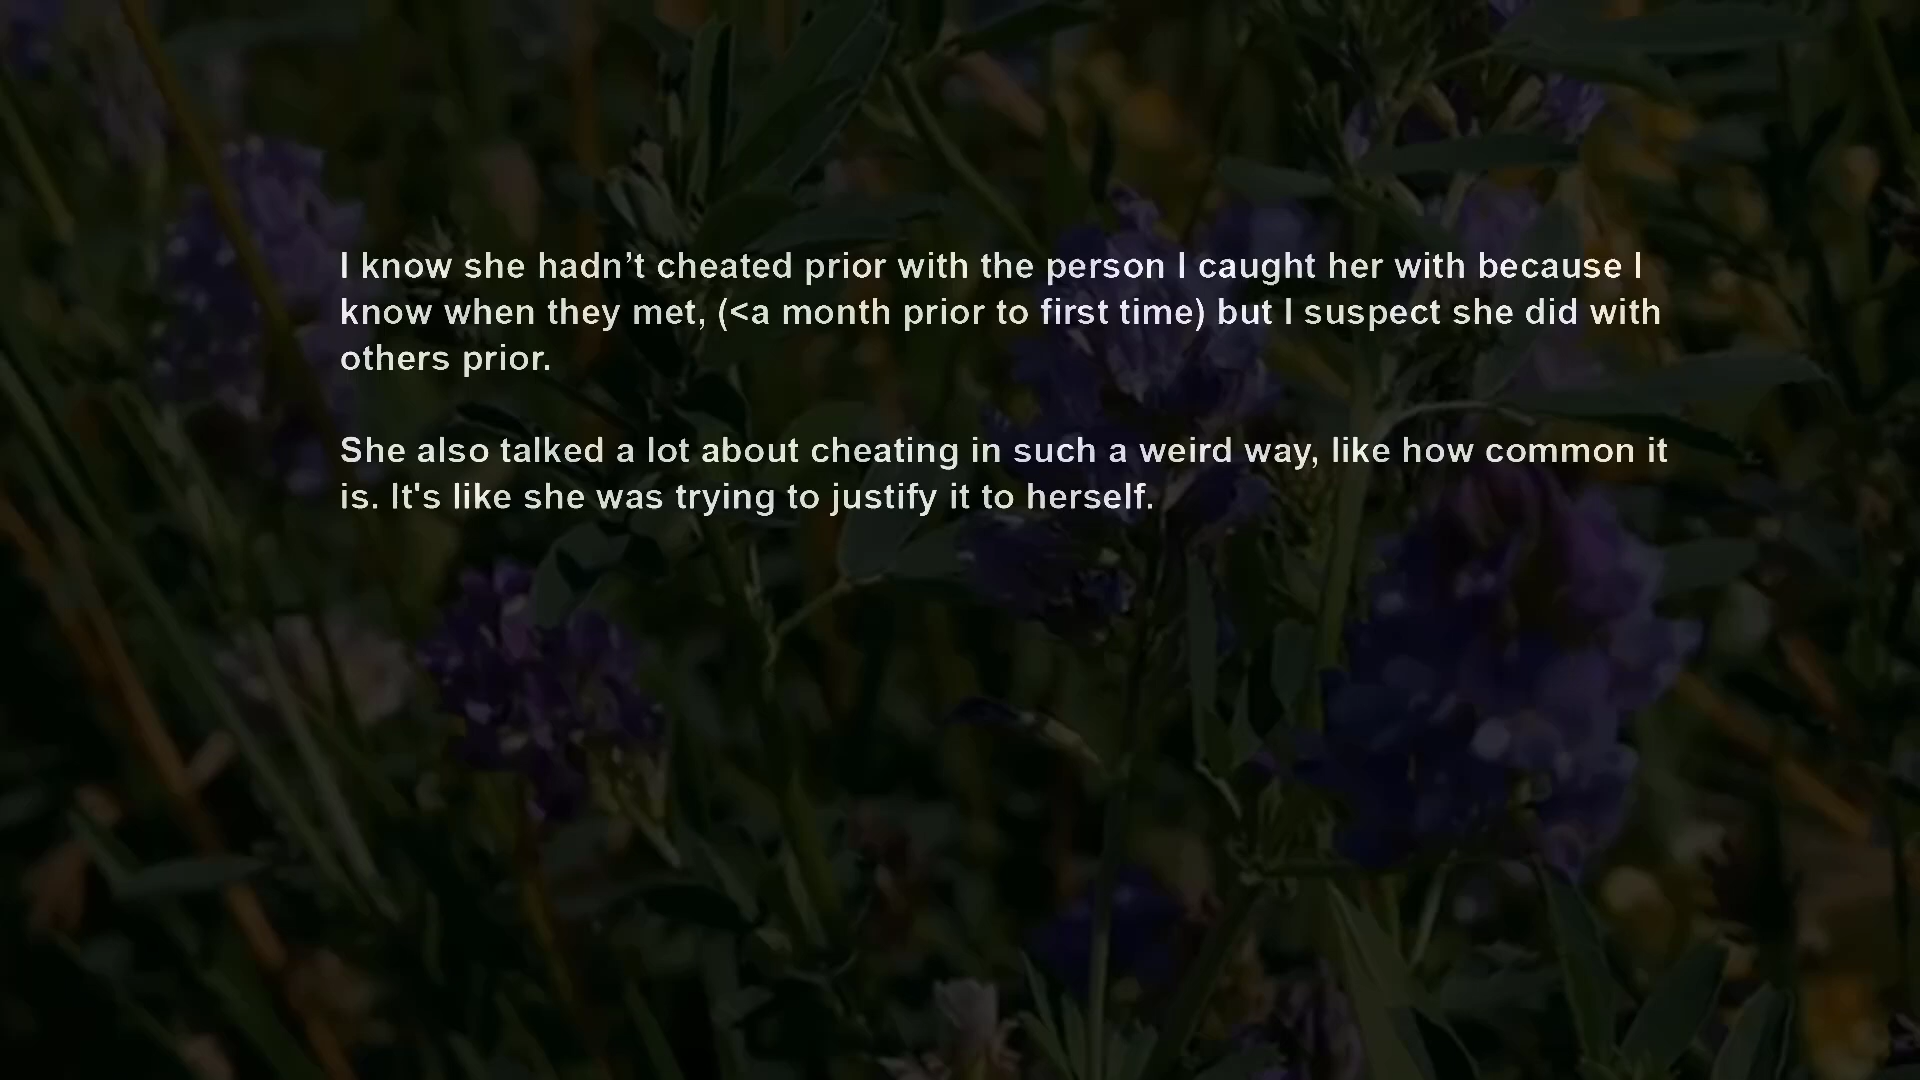 I know she hadn’t cheated prior with the person I caught her with because I
know when they met, (<a month prior to first time) but I suspect she did with
others prior.
She also talked a lot about cheating in such a weird way, like how common it
is. It's like she was trying to justify it to herself.